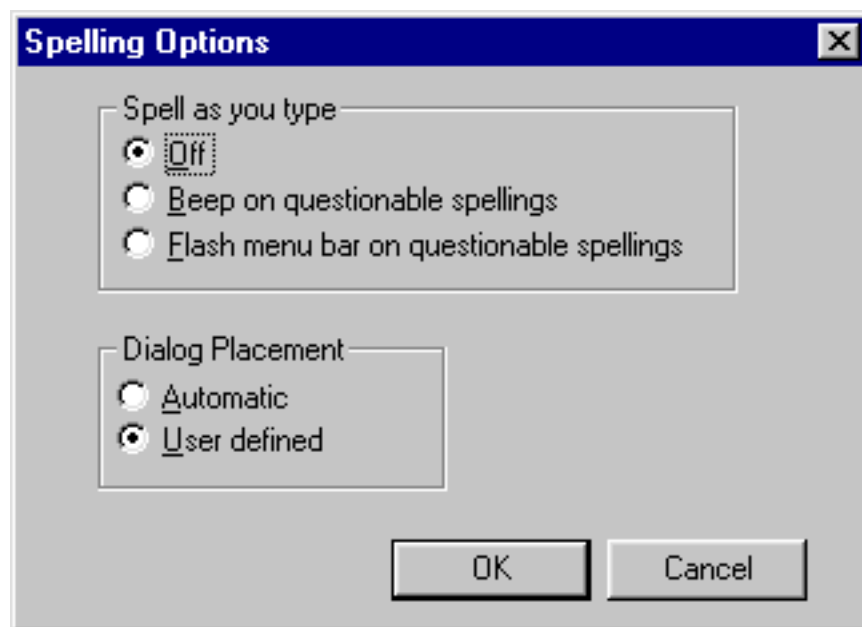 Spelling Options
Spell as you type
Off
Beep on questionable spellings
Flash menu bar on questionable spellings
Dialog Placement
Automatic
User defined
OK Cancel